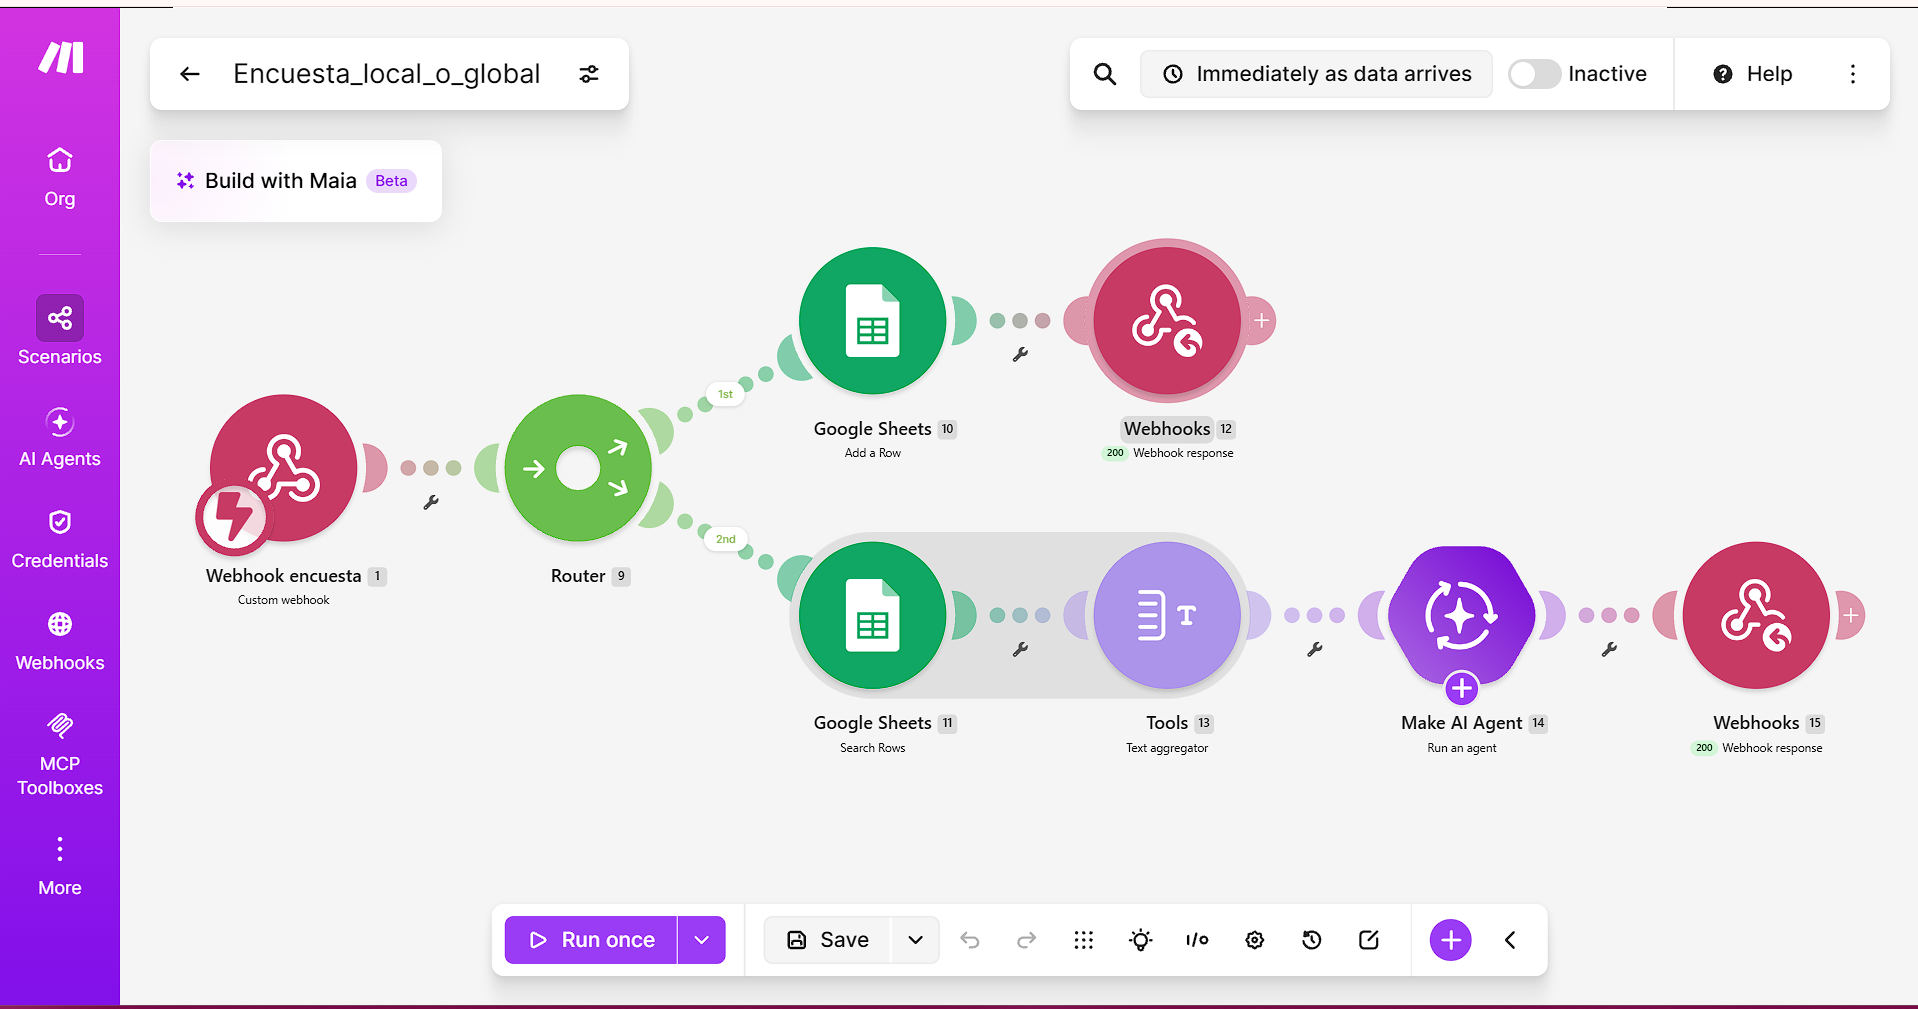 Encuesta_local_o_global
Immediately as data arrives
Inactive
Help
Build with Maia Beta
Org
Scenarios
AI Agents
Credentials
Webhooks
MCP
Toolboxes
More
1st
Google Sheets 10
Add a Row
Webhooks 12
200 Webhook response
Webhook encuesta 1
Custom webhook
Router 9
2nd
Google Sheets 11
Search Rows
T
Tools 13
Text aggregator
Make AI Agent 14
Run an agent
Webhooks 15
200 Webhook response
Run once
Save
I/O